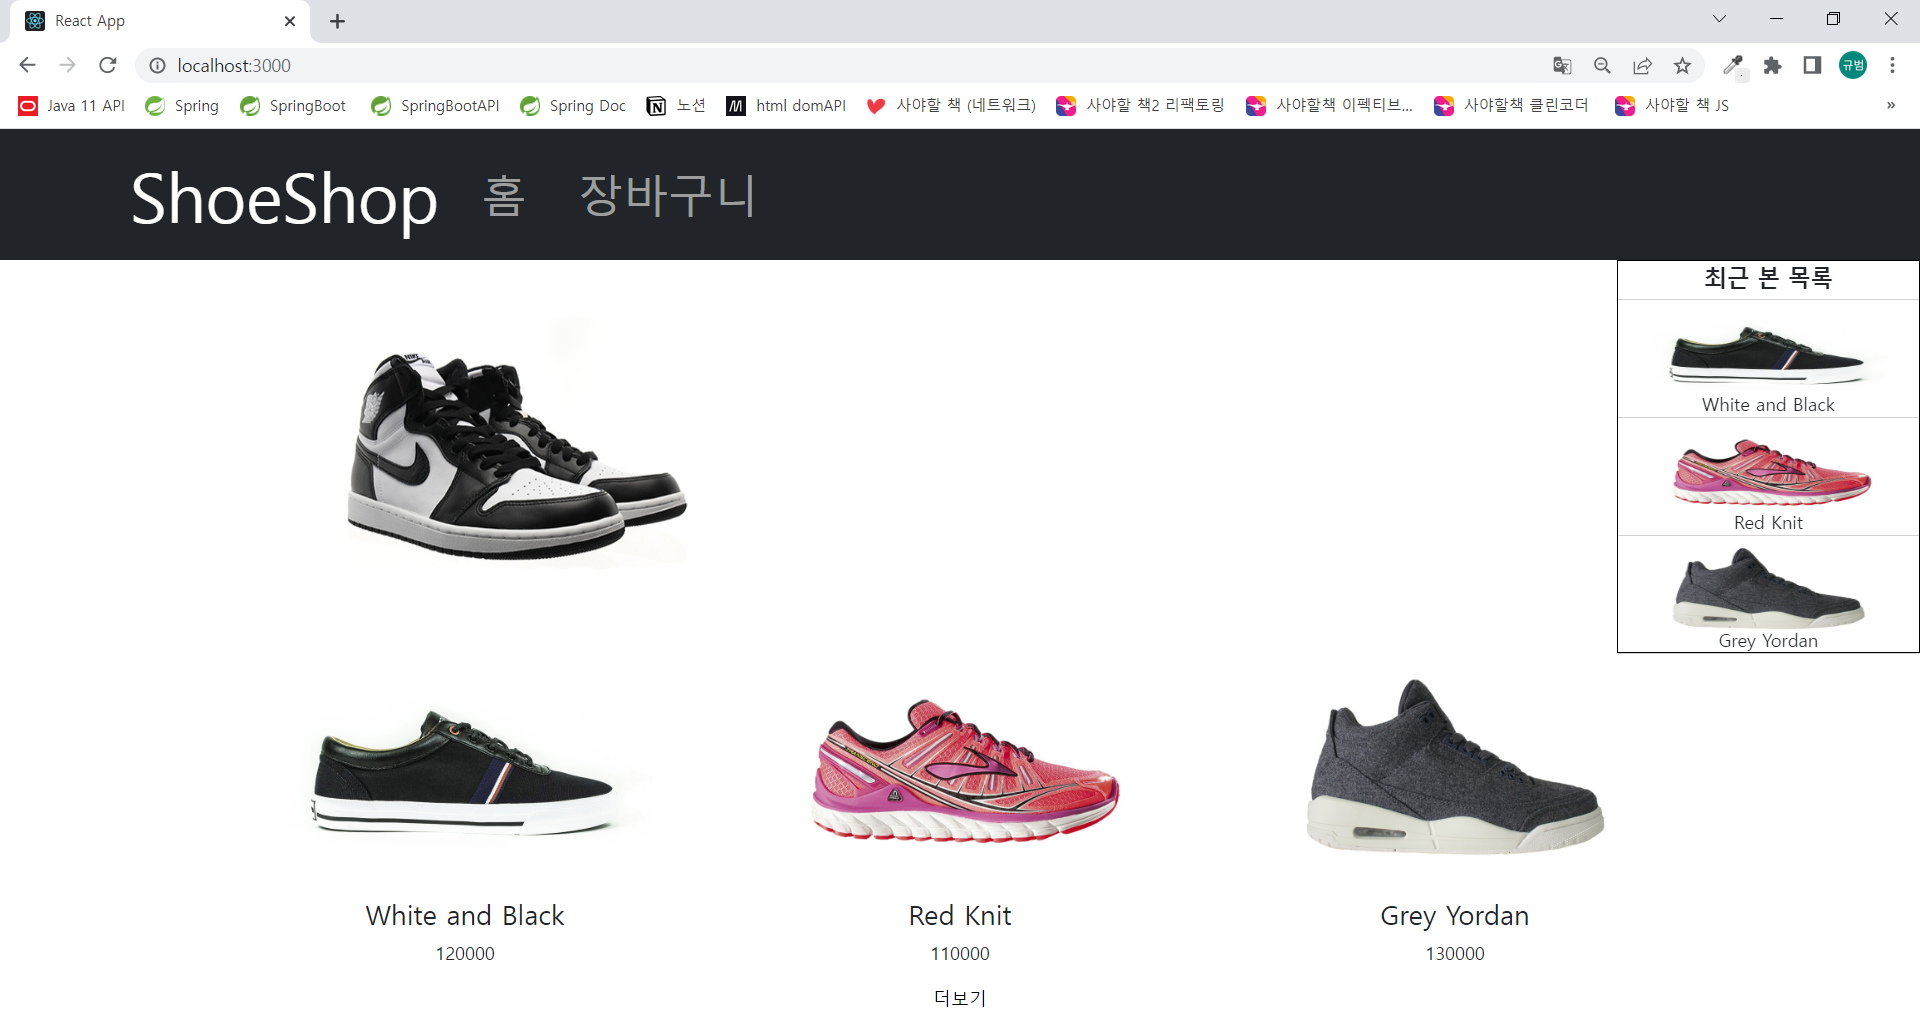 React App
localhost:3000
규범
Java 11 API Spring SpringBoot SpringBootAPI Spring Doc 노션 html domAPI 사야할 책 (네트워크) 사야할 책2 리팩토링 사야할책 이펙티브... 사야할책 클린코더 사야할 책 JS »
ShoeShop 홈 장바구니
최근 본 목록
White and Black
Red Knit
Grey Yordan
NIKE
White and Black Red Knit Grey Yordan
120000 110000 130000
더보기